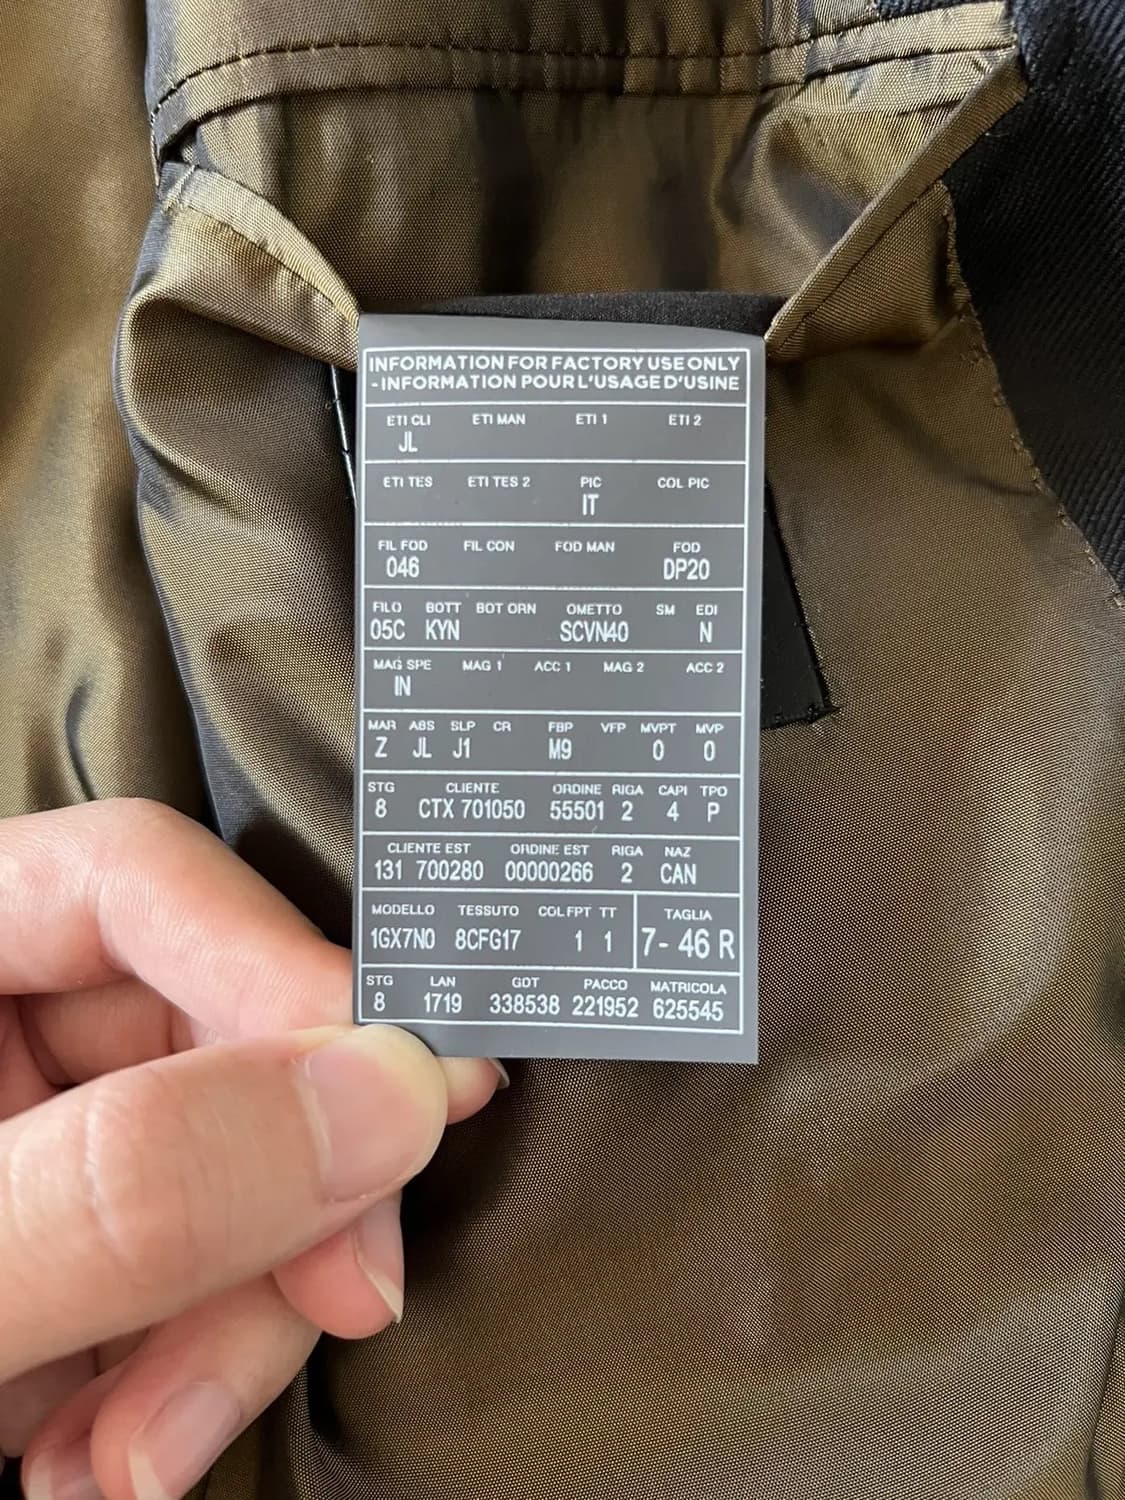 INFORMATION FOR FACTORY USE ONLY
- INFORMATION POUR L'USAGE D'USINE
ETI CLI ETI MAN ETI 1 ETI 2
JL
ETI TES ETI TES 2 PIC COL PIC
IT
FIL FOD FIL CON FOD MAN FOD
046 DP20
FILO BOTT BOT ORN OMETTO SM EDI
05C KYN SCVN40 N
MAG SPE MAG 1 ACC 1 MAG 2 ACC 2
IN
MAR ABS SLP CR FBP VFP MVPT MVP
Z JL J1 M9 0 0
STG CLIENTE ORDINE RIGA CAPI TPO
8 CTX 701050 55501 2 4 P
CLIENTE EST ORDINE EST RIGA NAZ
131 700280 00000266 2 CAN
MODELLO TESSUTO COL FPT TT TAGLIA
1GX7N0 8CFG17 1 1 7- 46 R
STG LAN GDT PACCO MATRICOLA
8 1719 338538 221952 625545